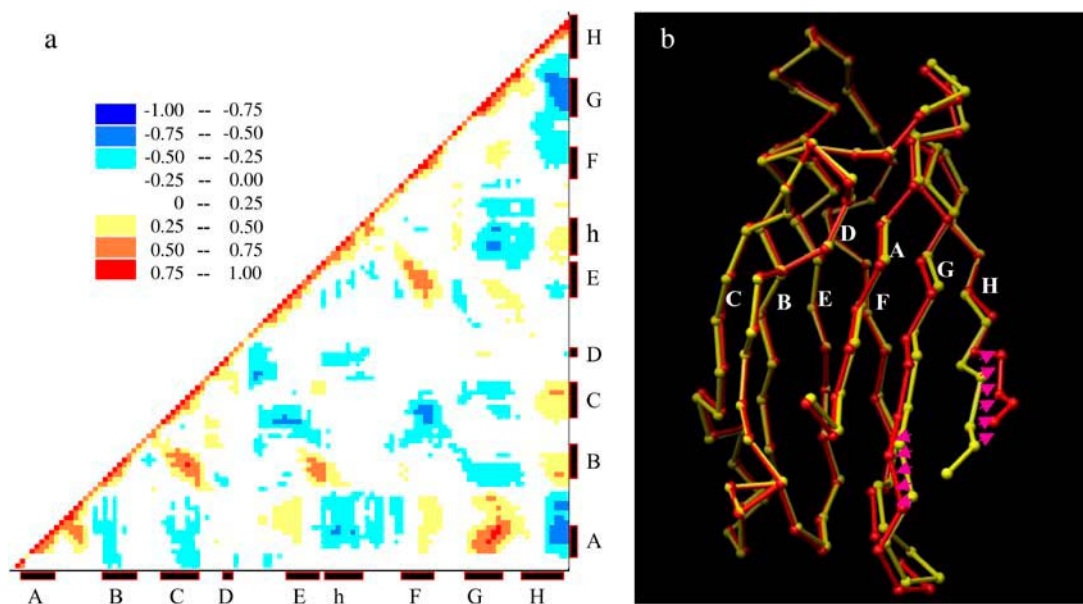 a
-1.00 -- -0.75
-0.75 -- -0.50
-0.50 -- -0.25
-0.25 -- 0.00
0 -- 0.25
0.25 -- 0.50
0.50 -- 0.75
0.75 -- 1.00
H
G
F
h
E
D
C
B
A
A B C D E h F G H
b
D
A
G
H
C
B
E
F